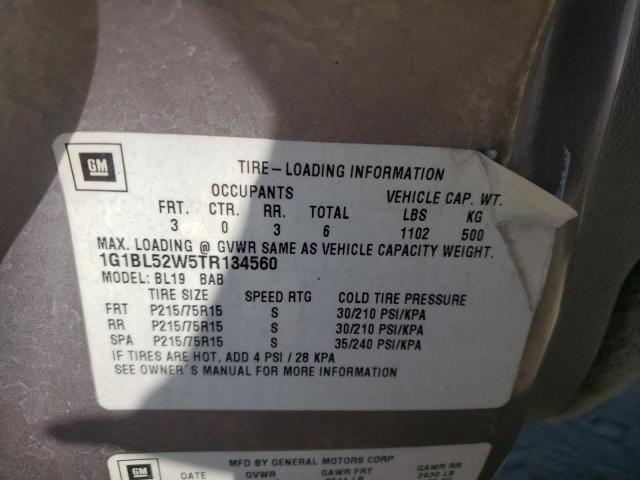 GM
TIRE-LOADING INFORMATION
OCCUPANTS VEHICLE CAP. WT.
FRT. CTR. RR. TOTAL LBS KG
3 0 3 6 1102 500
MAX. LOADING @ GVWR SAME AS VEHICLE CAPACITY WEIGHT.
1G1BL52W5TR134560
MODEL: BL19 BAB
TIRE SIZE SPEED RTG COLD TIRE PRESSURE
FRT P215/75R15 S 30/210 PSI/KPA
RR P215/75R15 S 30/210 PSI/KPA
SPA P215/75R15 S 35/240 PSI/KPA
IF TIRES ARE HOT, ADD 4 PSI / 28 KPA
SEE OWNER'S MANUAL FOR MORE INFORMATION
GM
MFD BY GENERAL MOTORS CORP
DATE GVWR GAWR FRT GAWR RR
LB 2632 LB